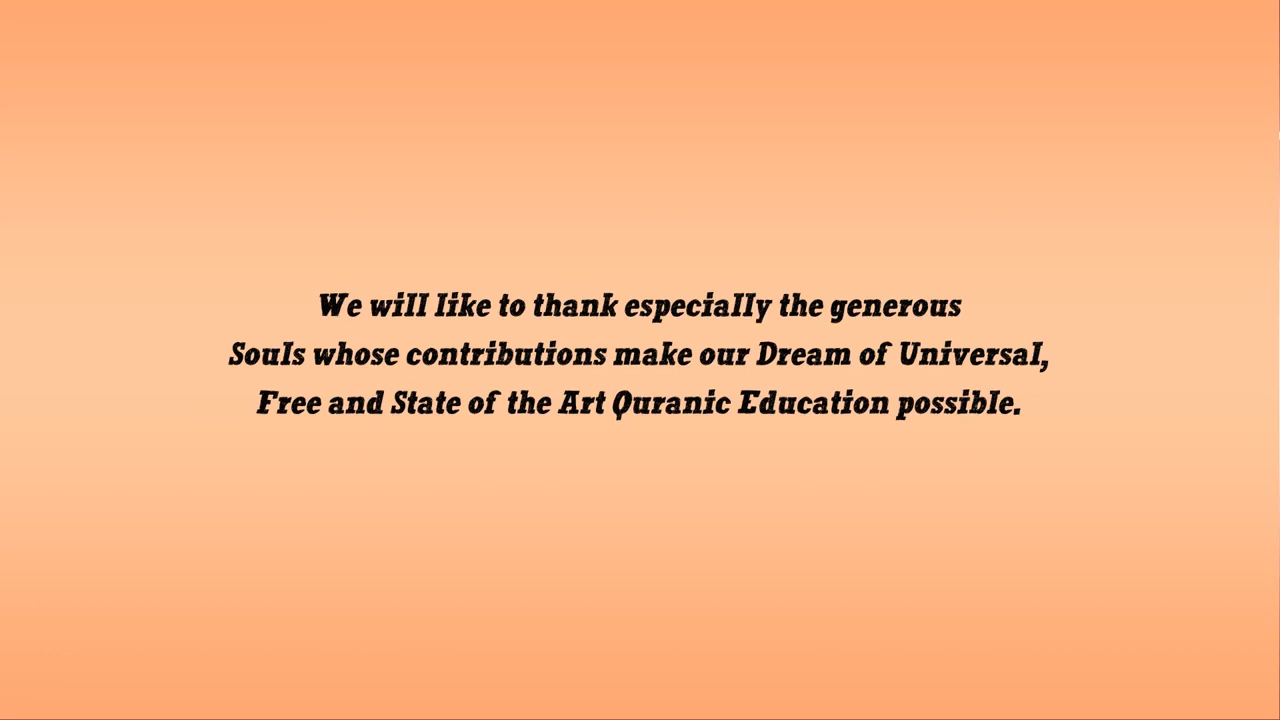 We will like to thank especially the generous
Souls whose contributions make our Dream of Universal,
Free and State of the Art Quranic Education possible.